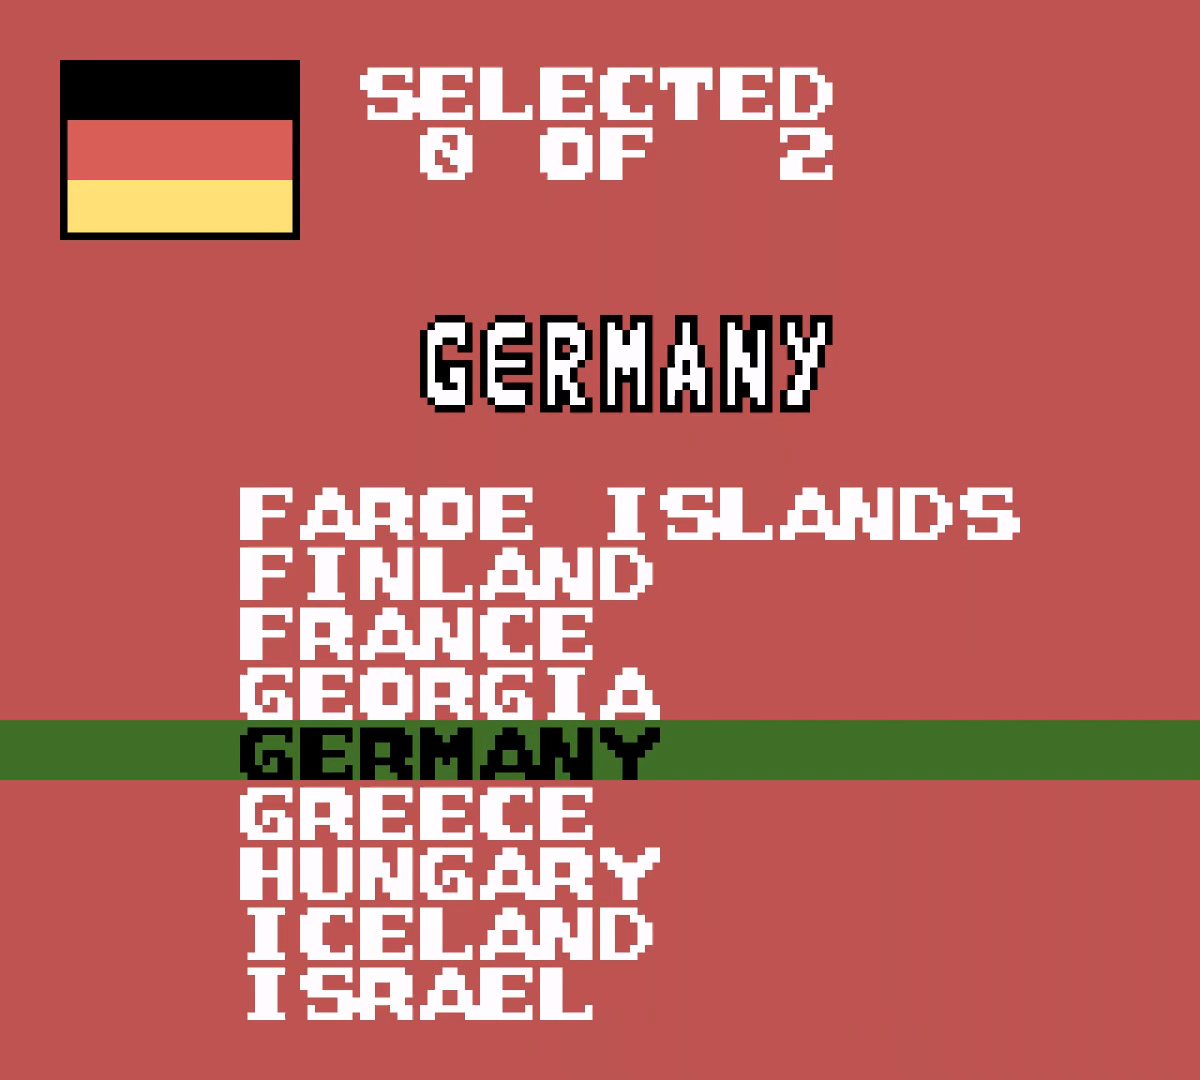 SELECTED
0 OF 2
GERMANY
FAROE ISLANDS
FINLAND
FRANCE
GEORGIA
GERMANY
GREECE
HUNGARY
ICELAND
ISRAEL